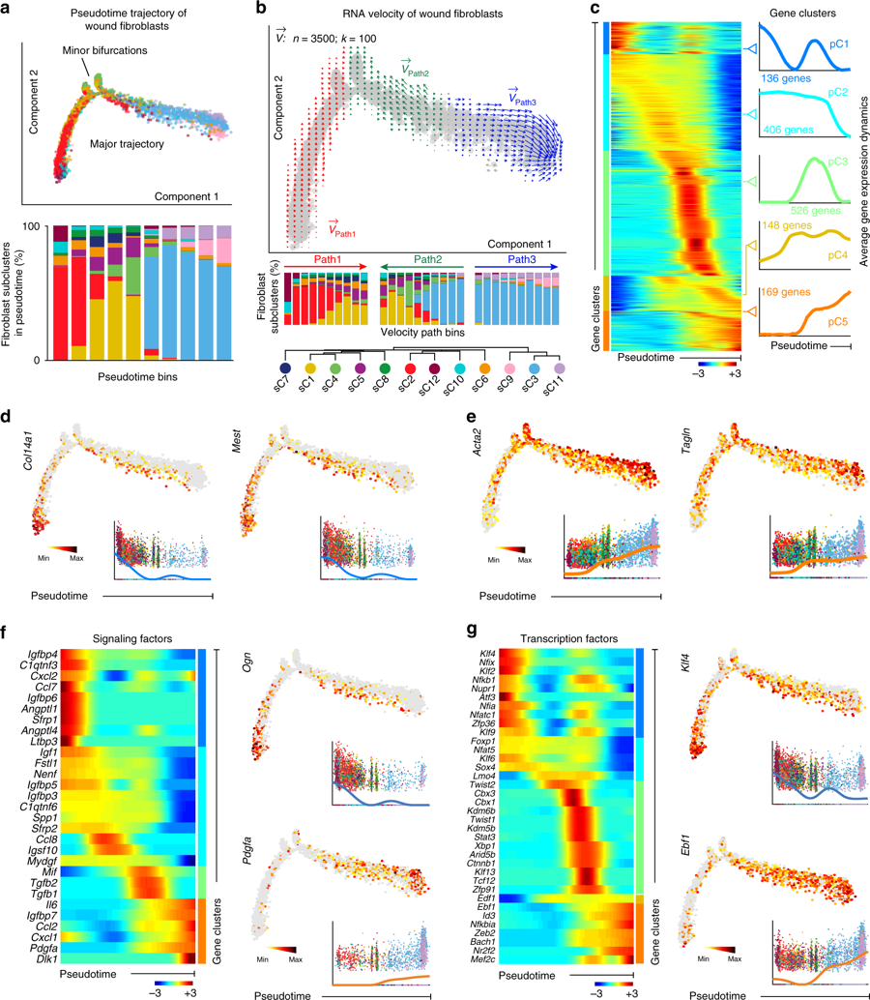 a
Pseudotime trajectory of
wound fibroblasts
Minor bifurcations
Component 2
Major trajectory
Component 1
Fibroblast subclusters
in pseudotime (%)
100
0
Pseudotime bins
b
RNA velocity of wound fibroblasts
V: n = 3500; k = 100
VPath2
VPath3
Component 2
VPath1
Component 1
Path1
Path2
Path3
Fibroblast
subclusters (%)
100
0
Velocity path bins
sC7
sC1
sC4
sC5
sC8
sC2
sC12
sC10
sC6
sC9
sC3
sC11
c
Gene clusters
Gene clusters
pC1
136 genes
pC2
406 genes
pC3
526 genes
148 genes
pC4
169 genes
pC5
Average gene expression dynamics
Pseudotime
Pseudotime
−3
+3
d
Col14a1
Mest
Min
Max
Pseudotime
e
Acta2
Tagln
Min
Max
Pseudotime
f
Signaling factors
Igfbp4
C1qtnf3
Cxcl2
Ccl7
Igfbp6
Angptl1
Sfrp1
Angptl4
Ltbp3
Igf1
Fstl1
Nenf
Igfbp5
Igfbp3
C1qtnf6
Spp1
Sfrp2
Ccl8
Igsf10
Mydgf
Mif
Tgfb2
Tgfb1
Il6
Igfbp7
Ccl2
Cxcl1
Pdgfa
Dlk1
Gene clusters
Pseudotime
−3
+3
Ogn
Pdgfa
Min
Max
Pseudotime
g
Transcription factors
Klf4
Nfix
Klf2
Nfkb1
Nupr1
Atf3
Nfia
Nfatc1
Zfp36
Klf9
Foxp1
Nfat5
Klf6
Sox4
Lmo4
Twist2
Cbx3
Cbx1
Kdm6b
Twist1
Kdm5b
Stat3
Xbp1
Arid5b
Ctnnb1
Klf13
Tcf12
Zfp91
Edf1
Ebf1
Id3
Nfkbia
Zeb2
Bach1
Nr2f2
Mef2c
Gene clusters
Pseudotime
−3
+3
Klf4
Ebf1
Min
Max
Pseudotime